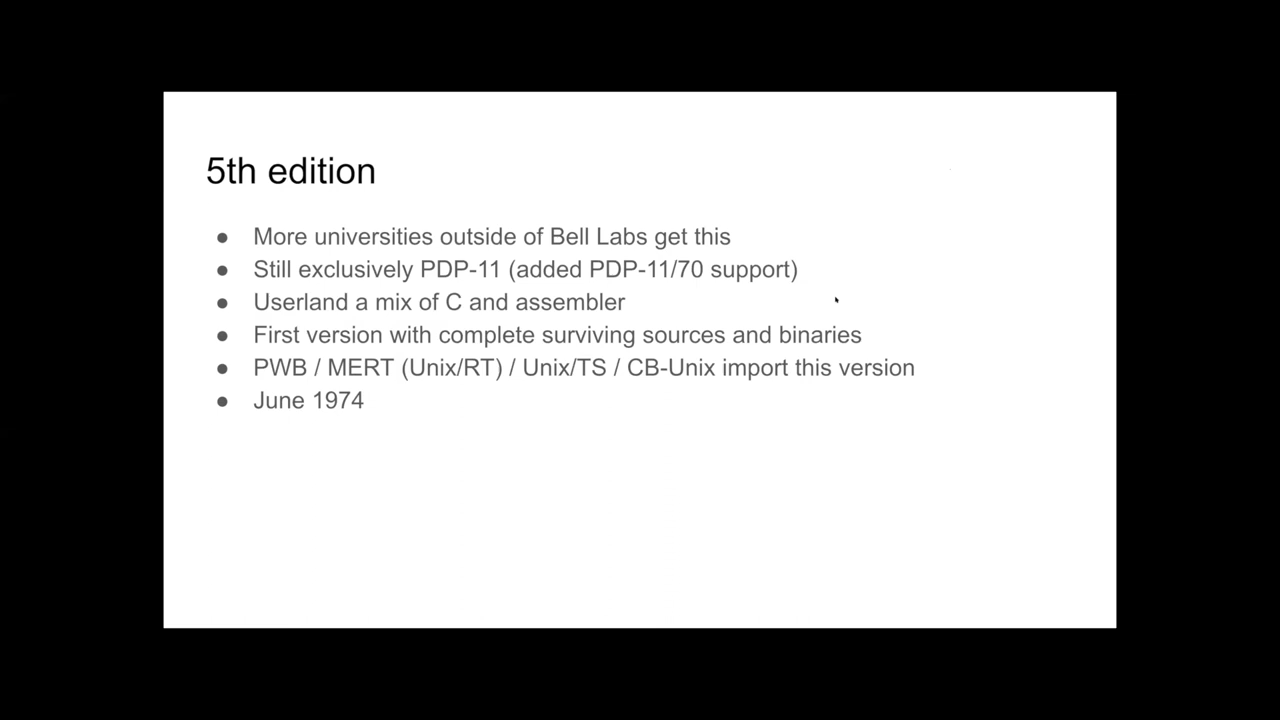 5th edition
● More universities outside of Bell Labs get this
● Still exclusively PDP-11 (added PDP-11/70 support)
● Userland a mix of C and assembler
● First version with complete surviving sources and binaries
● PWB / MERT (Unix/RT) / Unix/TS / CB-Unix import this version
● June 1974